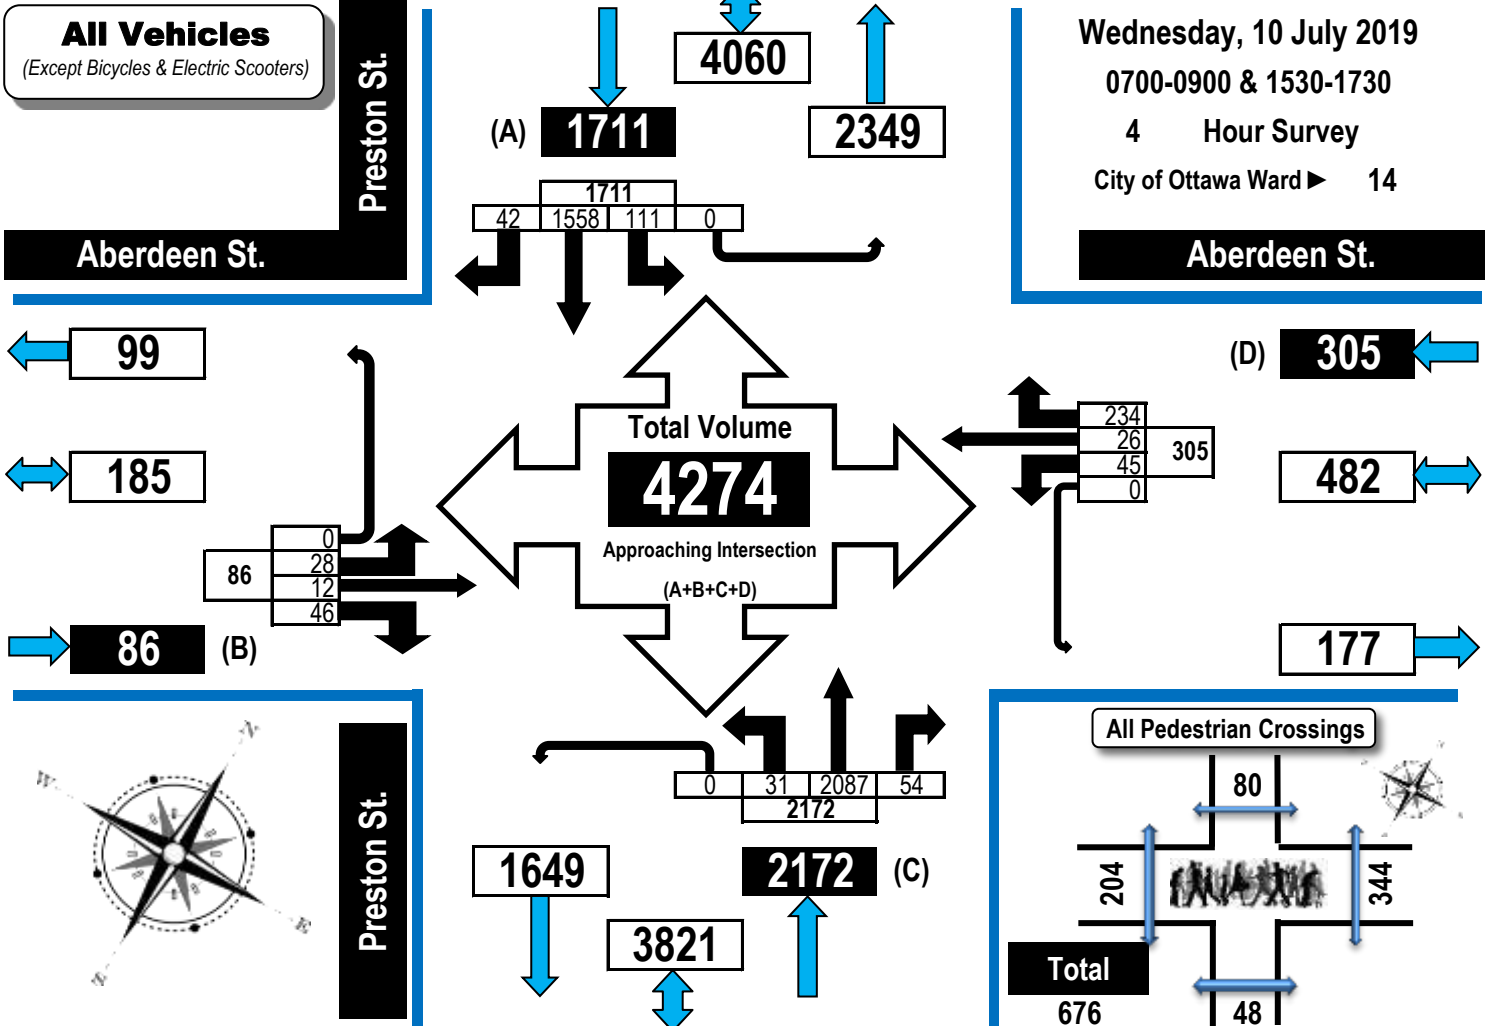 All Vehicles
(Except Bicycles & Electric Scooters)
Preston St.
Aberdeen St.
4060
(A) 1711
2349
1711
42 1558 111 0
Wednesday, 10 July 2019
0700-0900 & 1530-1730
4 Hour Survey
City of Ottawa Ward ► 14
Aberdeen St.
99
185
0
28
12
46
86
86 (B)
Total Volume
4274
Approaching Intersection
(A+B+C+D)
(D) 305
234
26
45
0
305
482
177
0 31 2087 54
2172
1649
2172 (C)
3821
Preston St.
N
W
E
S
All Pedestrian Crossings
80
204
344
Total
676
48